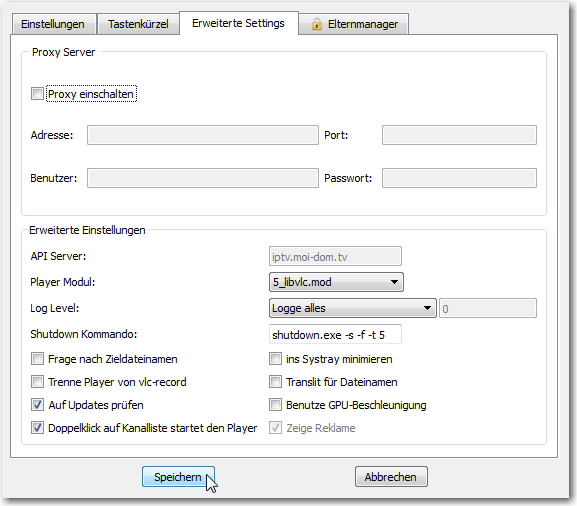 Einstellungen Tastenkürzel Erweiterte Settings Elternmanager
Proxy Server
Proxy einschalten
Adresse: Port:
Benutzer: Passwort:
Erweiterte Einstellungen
API Server: iptv.moi-dom.tv
Player Modul: 5_libvlc.mod
Log Level: Logge alles 0
Shutdown Kommando: shutdown.exe -s -f -t 5
Frage nach Zieldateinamen ins Systray minimieren
Trenne Player von vlc-record Translit für Dateinamen
Auf Updates prüfen Benutze GPU-Beschleunigung
Doppelklick auf Kanalliste startet den Player Zeige Reklame
Speichern Abbrechen